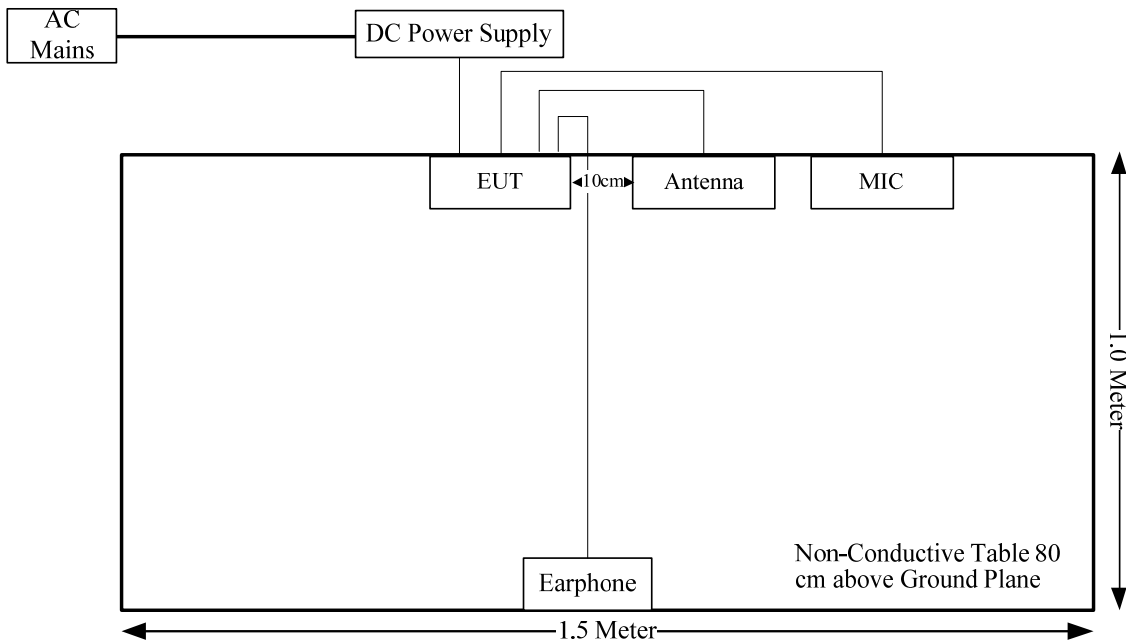 AC
Mains
DC Power Supply
EUT
10cm
Antenna
MIC
1.0 Meter
Non-Conductive Table 80
cm above Ground Plane
Earphone
1.5 Meter